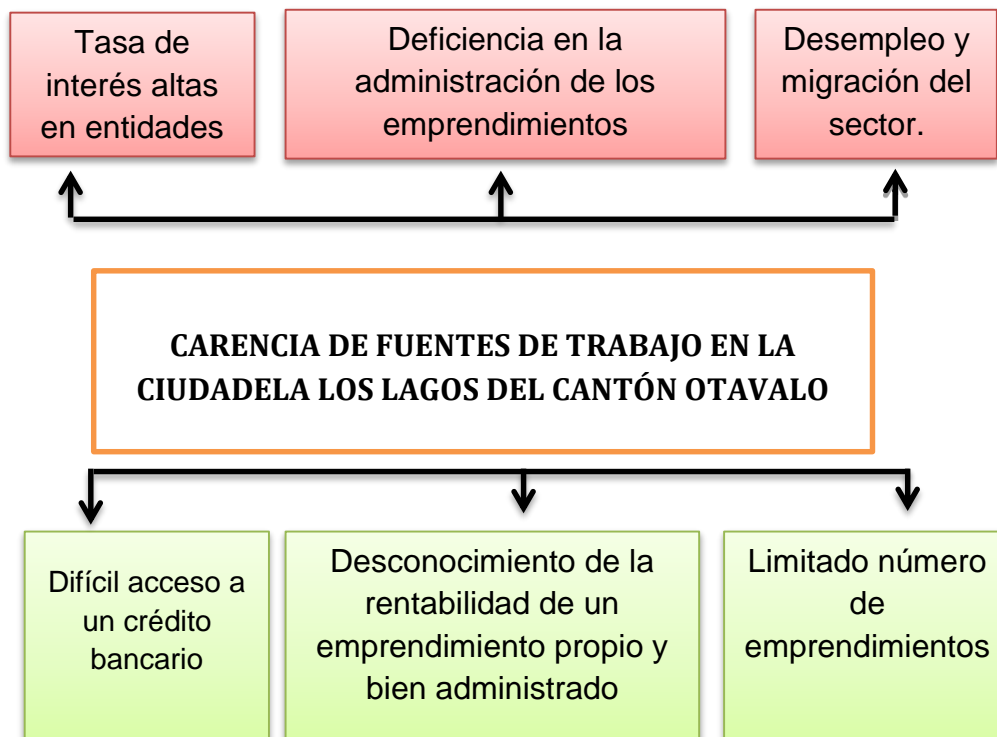 Tasa de
interés altas
en entidades
Deficiencia en la
administración de los
emprendimientos
Desempleo y
migración del
sector.
CARENCIA DE FUENTES DE TRABAJO EN LA
CIUDADELA LOS LAGOS DEL CANTÓN OTAVALO
Difícil acceso a
un crédito
bancario
Desconocimiento de la
rentabilidad de un
emprendimiento propio y
bien administrado
Limitado número
de
emprendimientos